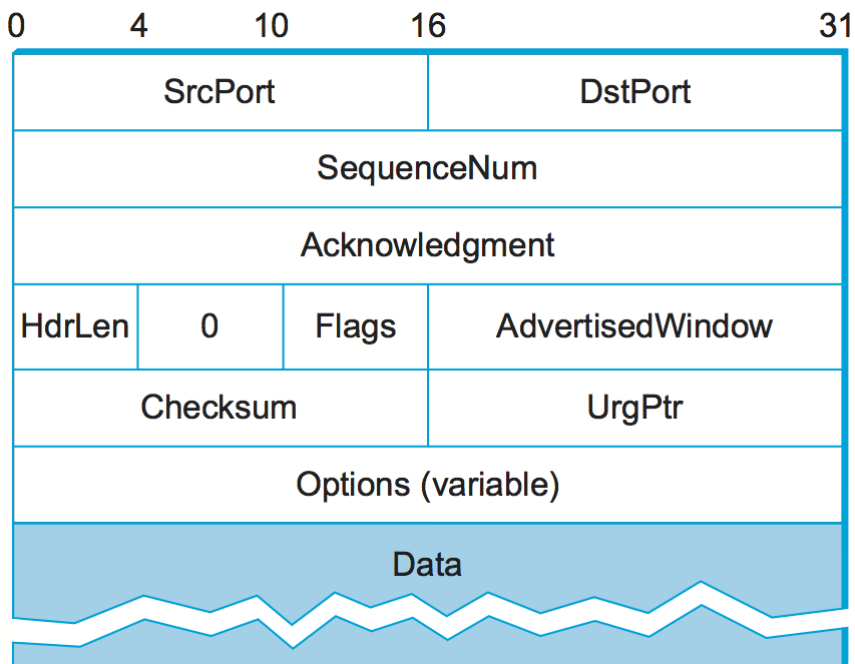 0 4 10 16 31
SrcPort DstPort
SequenceNum
Acknowledgment
HdrLen 0 Flags AdvertisedWindow
Checksum UrgPtr
Options (variable)
Data